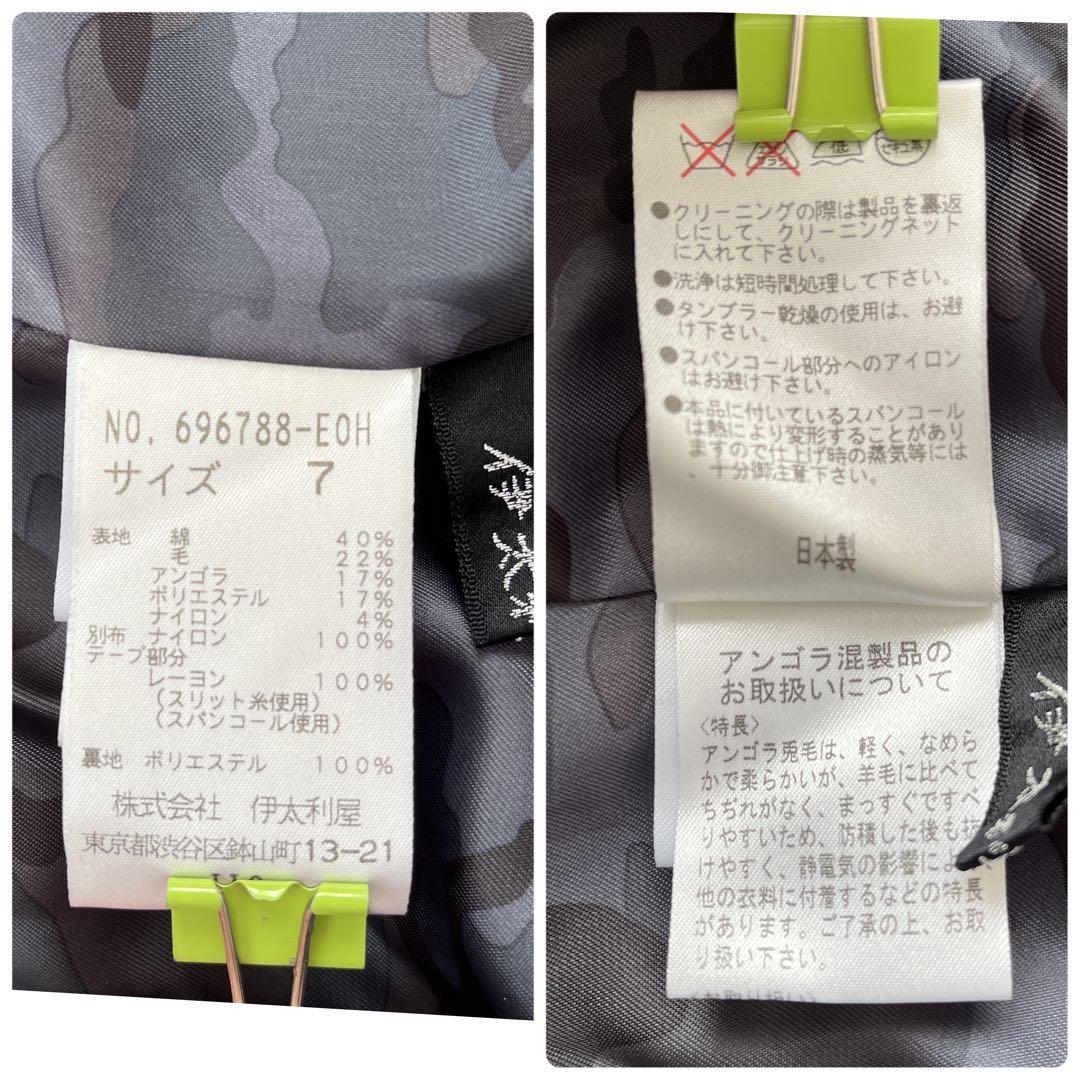 NO. 696788-EOH
サイズ 7
表地 綿 40%
毛 22%
アンゴラ 17%
ポリエステル 17%
ナイロン 4%
別布 ナイロン 100%
テープ部分
レーヨン 100%
(スリット糸使用)
(スパンコール使用)
裏地 ポリエステル 100%
株式会社 伊太利屋
東京都渋谷区鉢山町13-21
低
セキユ系
●クリーニングの際は製品を裏返
しにして、クリーニングネット
に入れて下さい。
●洗浄は短時間処理して下さい。
●タンブラー乾燥の使用は、お避
け下さい。
●スパンコール部分へのアイロン
はお避け下さい。
●本品に付いているスパンコール
は熱により変形することがあり
ますので仕上げ時の蒸気等には
、十分御注意下さい。
日本製
アンゴラ混製品の
お取扱いについて
〈特長〉
アンゴラ兎毛は、軽く、なめら
かで柔らかいが、羊毛に比べて
ちぢれがなく、まっすぐですべ
りやすいため、紡積した後も抜
けやすく、静電気の影響によ
他の衣料に付着するなどの特長
があります。ご了承の上、お取
り扱い下さい。
〈お取り扱い〉